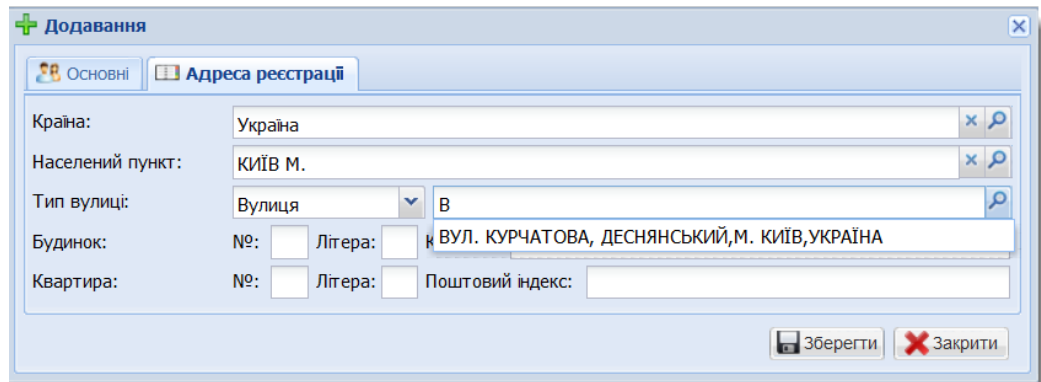 Додавання
Основні Адреса реєстрації
Країна: Україна
Населений пункт: КИЇВ М.
Тип вулиці: Вулиця В
ВУЛ. КУРЧАТОВА, ДЕСНЯНСЬКИЙ,М. КИЇВ,УКРАЇНА
Будинок: №: Літера:
Квартира: №: Літера: Поштовий індекс:
Зберегти Закрити